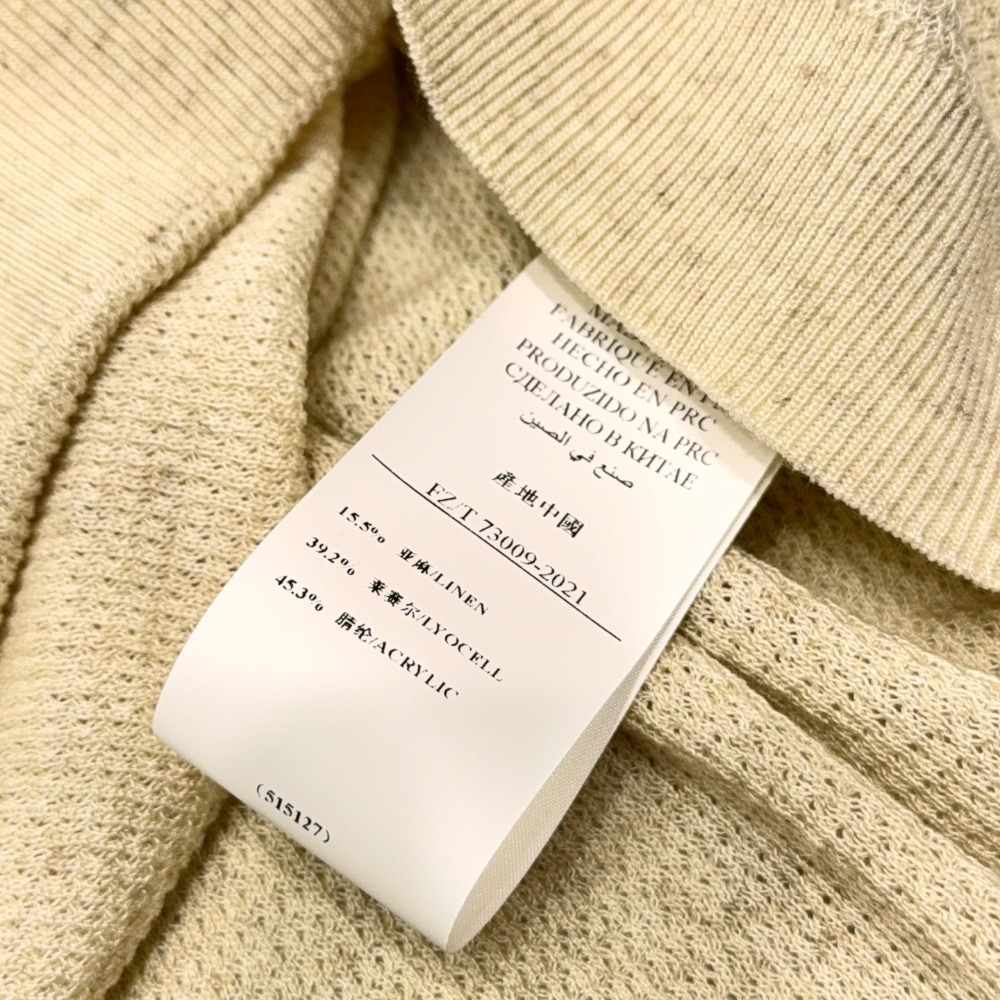 FABRIQUÉ EN
HECHO EN PRC
PRODUZIDO NA PRC
СДЕЛАНО В КИТАЕ
صنع في الصين
產地中國
FZ/T 73009-2021
15.5% 亚麻/LINEN
39.2% 莱赛尔/LYOCELL
45.3% 腈纶/ACRYLIC
(515127)